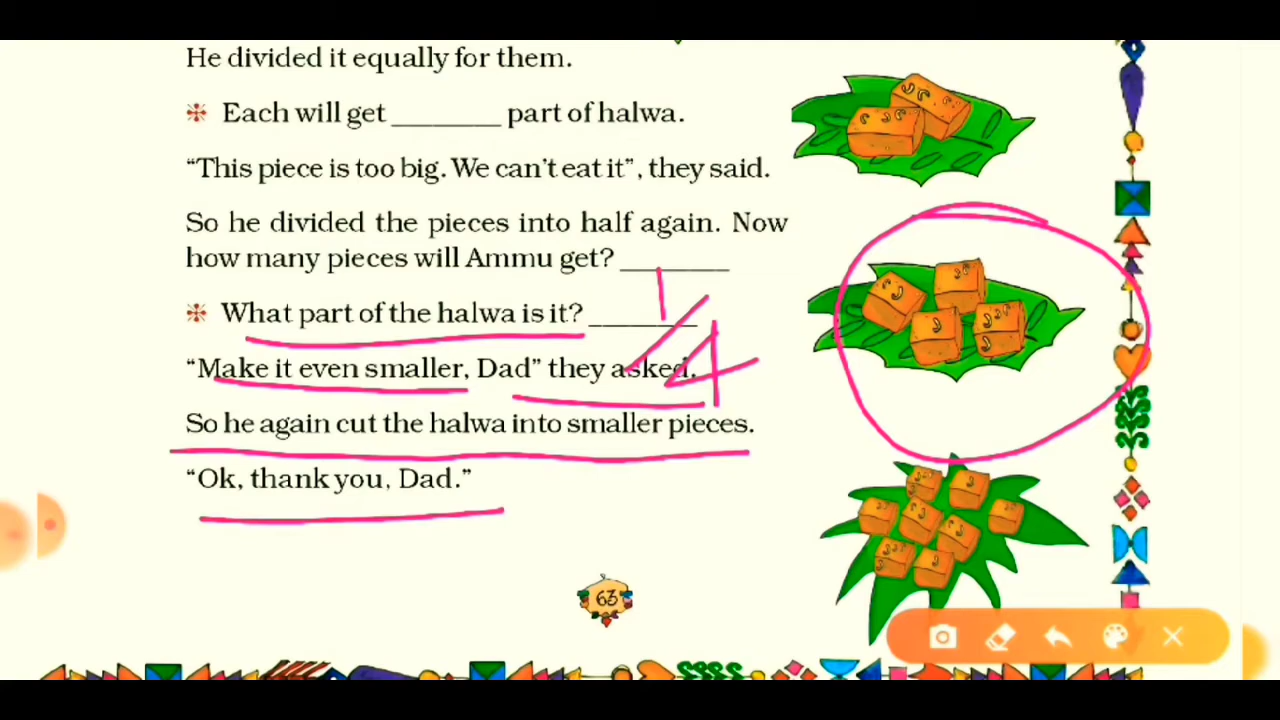 He divided it equally for them.
❉ Each will get ________ part of halwa.
“This piece is too big. We can’t eat it”, they said.
So he divided the pieces into half again. Now
how many pieces will Ammu get? ________
❉ What part of the halwa is it? ________
1/4
“Make it even smaller, Dad” they asked.
So he again cut the halwa into smaller pieces.
“Ok, thank you, Dad.”
63